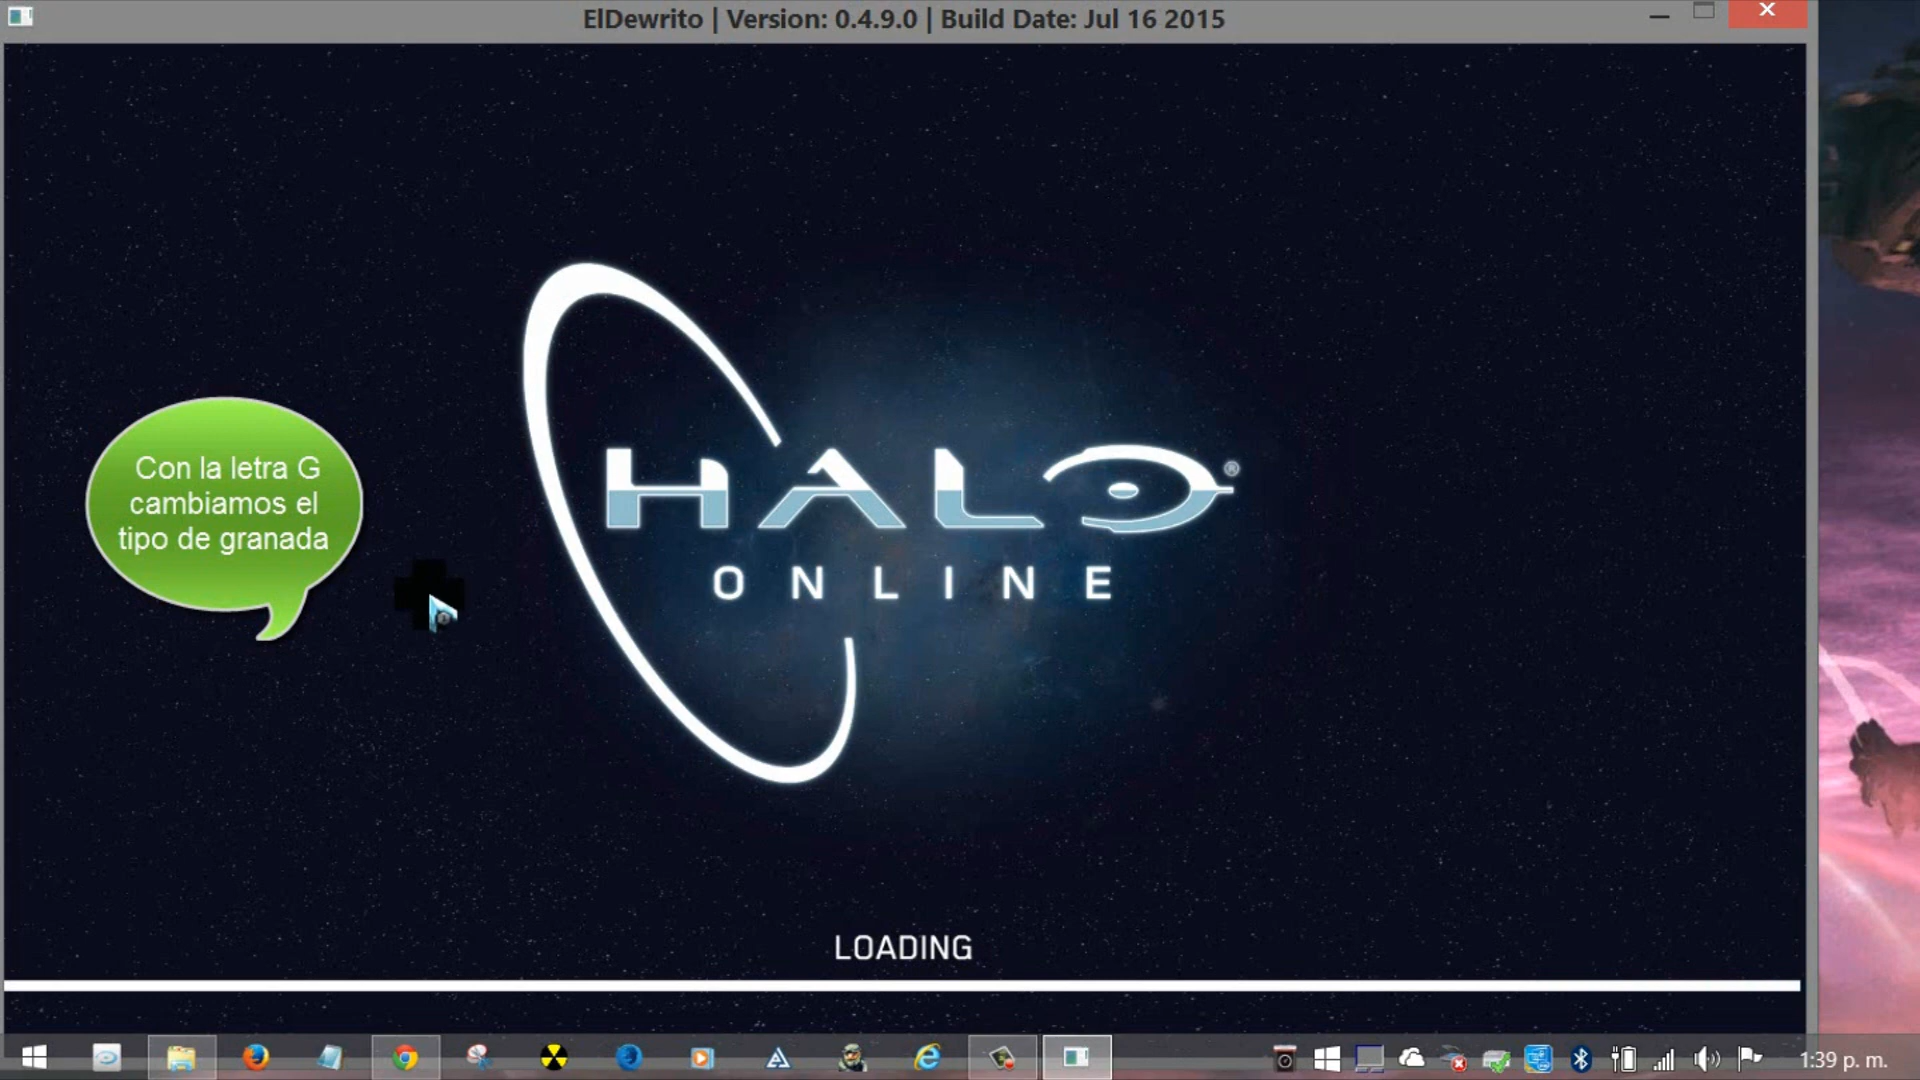 ElDewrito | Version: 0.4.9.0 | Build Date: Jul 16 2015
Con la letra G
cambiamos el
tipo de granada
HALO®
ONLINE
LOADING
1:39 p. m.